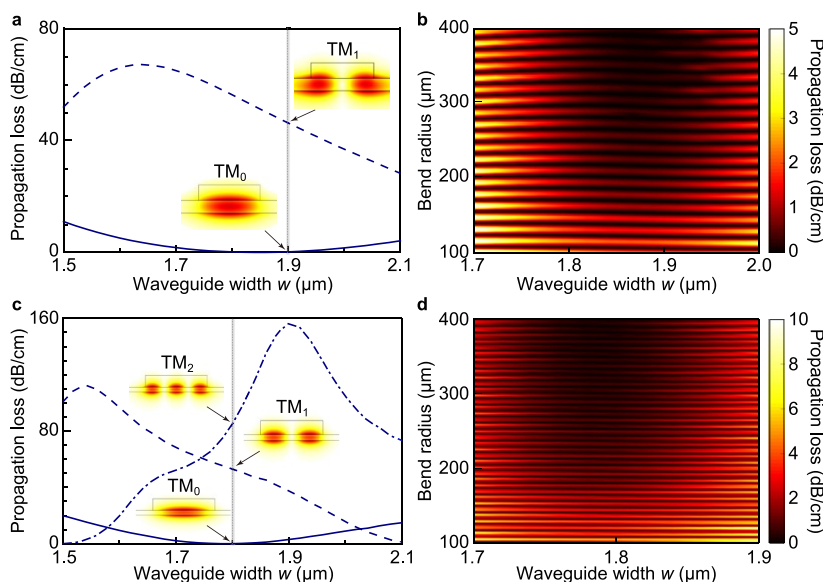 a
Propagation loss (dB/cm)
80
40
0
TM1
TM0
1.5
1.7
1.9
2.1
Waveguide width w (µm)
b
Bend radius (µm)
400
300
200
100
1.7
1.8
1.9
2.0
Waveguide width w (µm)
5
4
3
2
1
0
Propagation loss (dB/cm)
c
Propagation loss (dB/cm)
160
80
0
TM2
TM1
TM0
1.5
1.7
1.9
2.1
Waveguide width w (µm)
d
Bend radius (µm)
400
300
200
100
1.7
1.8
1.9
Waveguide width w (µm)
10
8
6
4
2
0
Propagation loss (dB/cm)